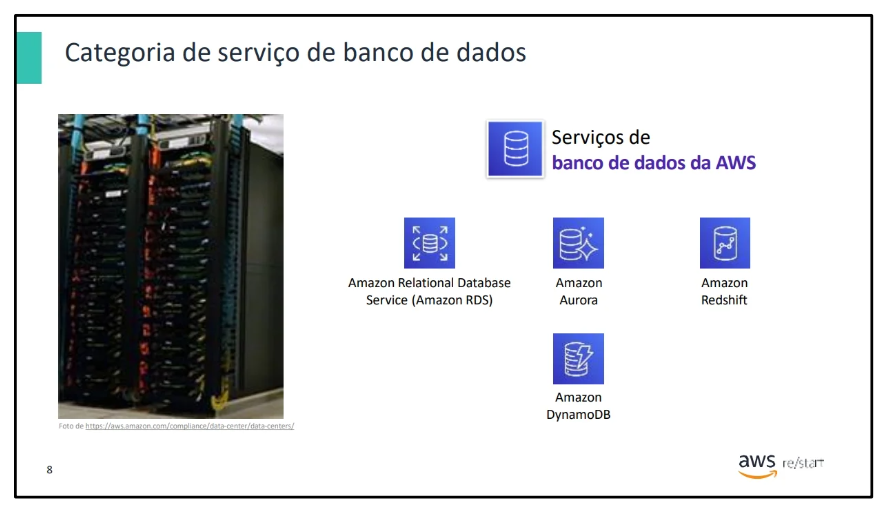 Categoria de serviço de banco de dados
Serviços de
banco de dados da AWS
Amazon Relational Database
Service (Amazon RDS)
Amazon
Aurora
Amazon
Redshift
Amazon
DynamoDB
Foto de https://aws.amazon.com/compliance/data-center/data-centers/
8
aws re/start